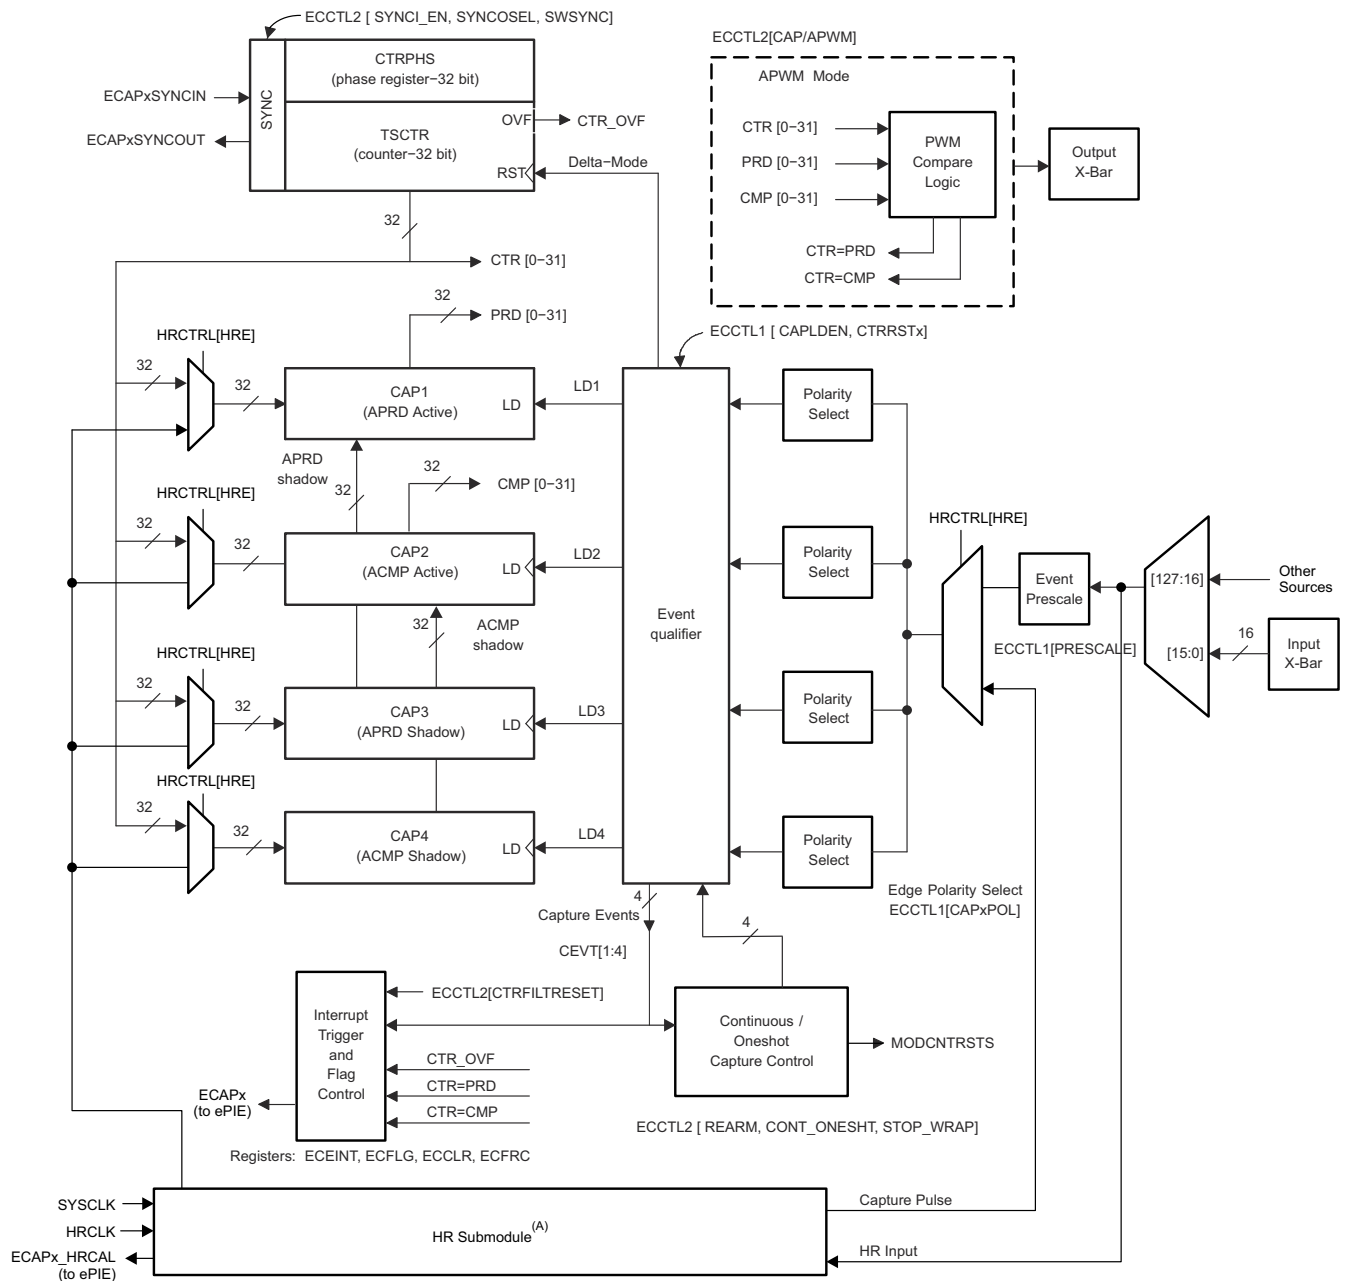 ECCTL2 [ SYNCI_EN, SYNCOSEL, SWSYNC]
SYNC
CTRPHS
(phase register−32 bit)
ECAPxSYNCIN
ECAPxSYNCOUT
TSCTR
(counter−32 bit)
OVF
CTR_OVF
RST
Delta−Mode
32
CTR [0−31]
32
PRD [0−31]
ECCTL2[CAP/APWM]
APWM Mode
CTR [0−31]
PRD [0−31]
CMP [0−31]
PWM
Compare
Logic
CTR=PRD
CTR=CMP
Output
X-Bar
ECCTL1 [ CAPLDEN, CTRRSTx]
HRCTRL[HRE]
32
32
CAP1
(APRD Active)
LD
LD1
Polarity
Select
APRD
shadow
32
32
CMP [0−31]
HRCTRL[HRE]
32
32
CAP2
(ACMP Active)
LD
LD2
Polarity
Select
32
ACMP
shadow
Event
qualifier
HRCTRL[HRE]
Event
Prescale
ECCTL1[PRESCALE]
[127:16]
Other
Sources
[15:0]
16
Input
X-Bar
HRCTRL[HRE]
32
32
CAP3
(APRD Shadow)
LD
LD3
Polarity
Select
HRCTRL[HRE]
32
32
CAP4
(ACMP Shadow)
LD
LD4
Polarity
Select
Edge Polarity Select
ECCTL1[CAPxPOL]
4
Capture Events
CEVT[1:4]
4
ECCTL2[CTRFILTRESET]
Interrupt
Trigger
and
Flag
Control
CTR_OVF
CTR=PRD
CTR=CMP
ECAPx
(to ePIE)
Continuous /
Oneshot
Capture Control
MODCNTRSTS
ECCTL2 [ REARM, CONT_ONESHT, STOP_WRAP]
Registers: ECEINT, ECFLG, ECCLR, ECFRC
SYSCLK
HRCLK
ECAPx_HRCAL
(to ePIE)
HR Submodule(A)
Capture Pulse
HR Input